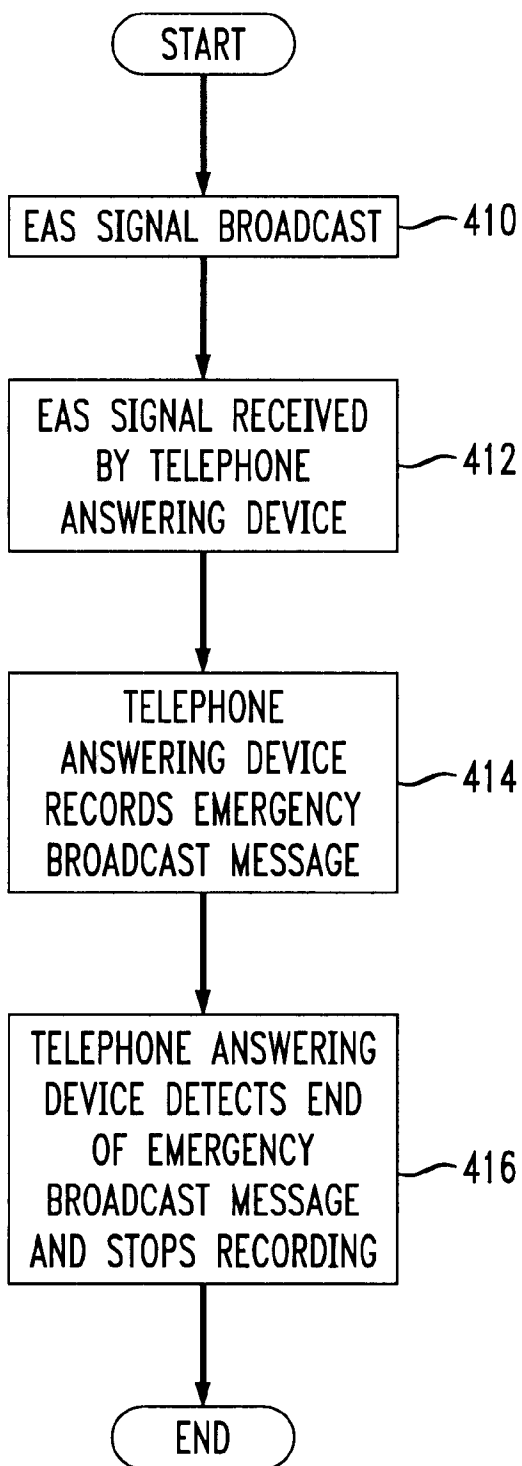 START
EAS SIGNAL BROADCAST
410
EAS SIGNAL RECEIVED
BY TELEPHONE
ANSWERING DEVICE
412
TELEPHONE
ANSWERING DEVICE
RECORDS EMERGENCY
BROADCAST MESSAGE
414
TELEPHONE ANSWERING
DEVICE DETECTS END
OF EMERGENCY
BROADCAST MESSAGE
AND STOPS RECORDING
416
END